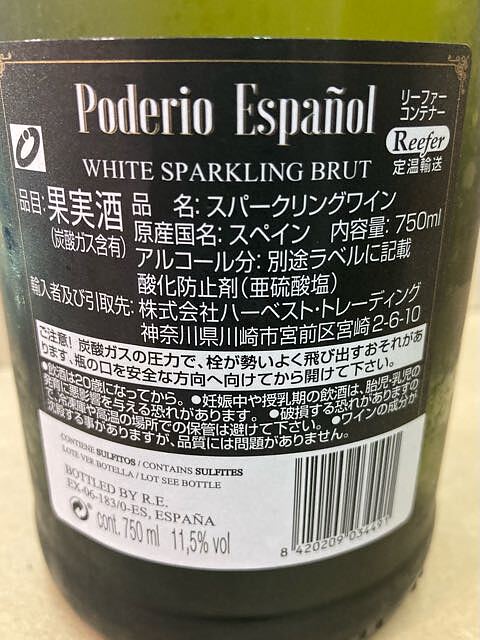 Poderio Español
リーファー
コンテナー
Reefer
定温輸送
WHITE SPARKLING BRUT
品目:果実酒 品 名:スパークリングワイン
(炭酸ガス含有) 原産国名:スペイン 内容量:750ml
アルコール分:別途ラベルに記載
酸化防止剤(亜硫酸塩)
輸入者及び引取先:株式会社ハーベスト・トレーディング
神奈川県川崎市宮前区宮崎2-6-10
ご注意!炭酸ガスの圧力で、栓が勢いよく飛び出すおそれがあ
ります、瓶の口を安全な方向へ向けてから開けて下さい。
●飲酒は20歳になってから。●妊娠中や授乳期の飲酒は、胎児・乳児の
発育に悪影響を与える恐れがあります。●破損する恐れがありますの
で、冷凍庫や高温の場所での保管は避けて下さい。●ワインの成分が
沈殿する事がありますが、品質には問題がありません。
CONTIENE SULFITOS / CONTAINS SULFITES
LOTE VER BOTELLA / LOT SEE BOTTLE
BOTTLED BY R.E.
EX-06-183/0-ES, ESPAÑA
cont. 750 ml 11,5% vol
8 420209 03449